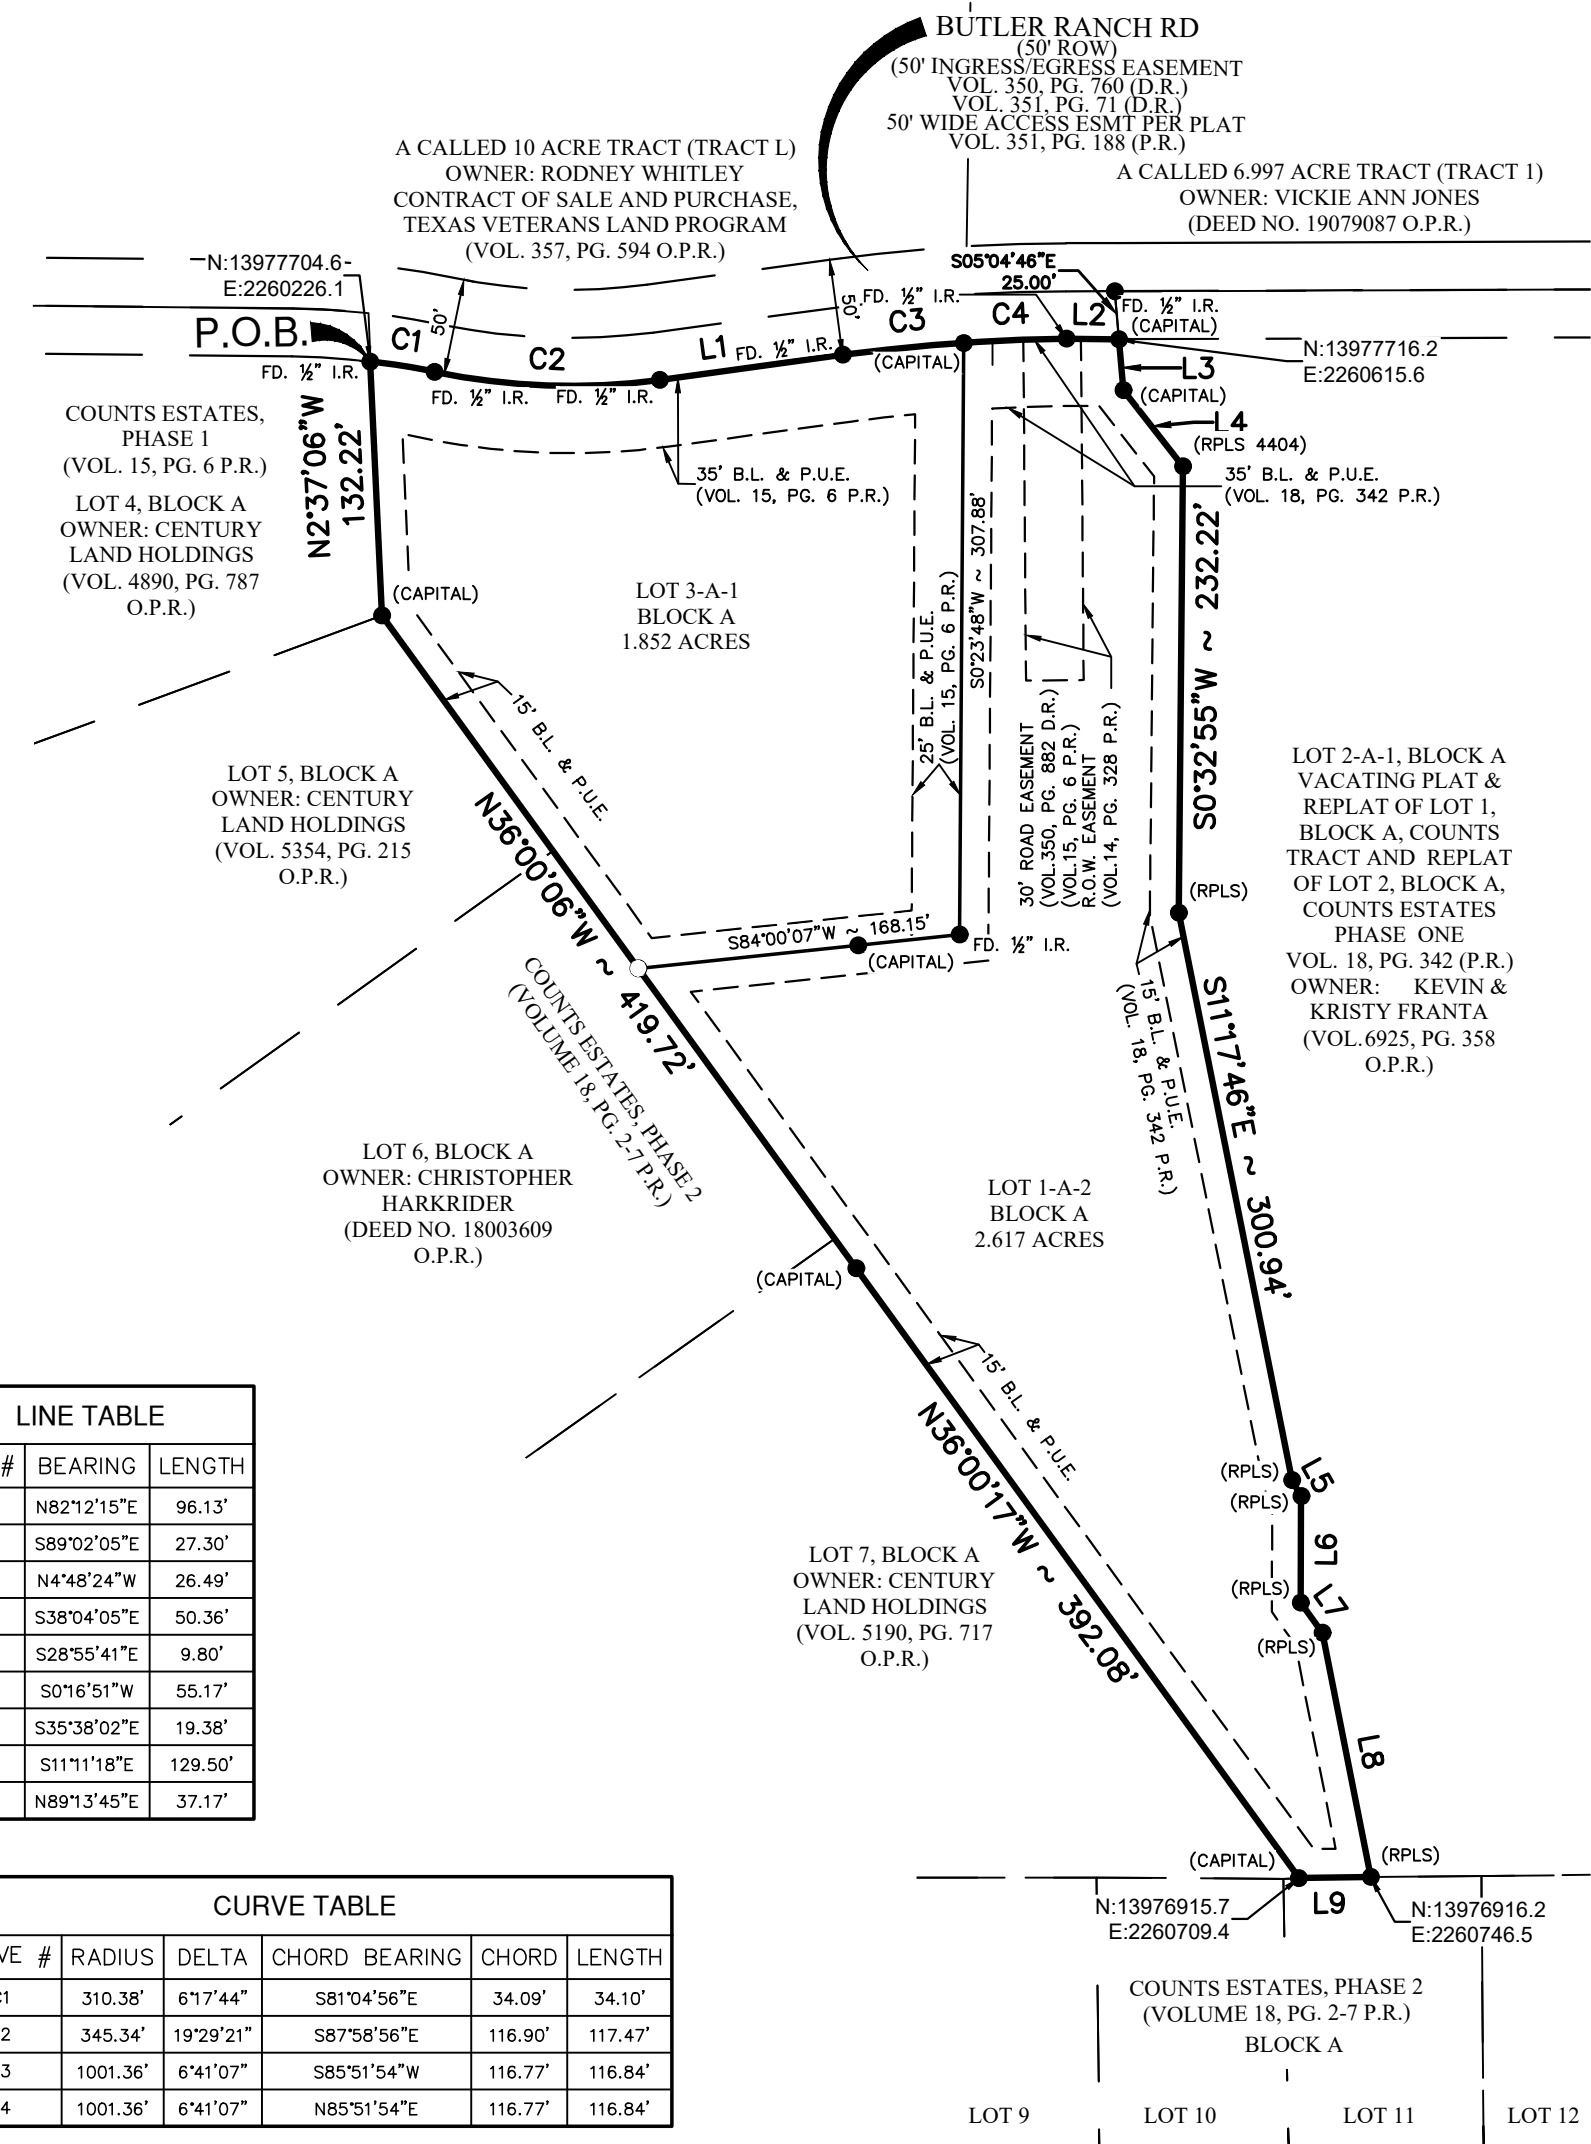 BUTLER RANCH RD
(50' ROW)
(50' INGRESS/EGRESS EASEMENT
VOL. 350, PG. 760 (D.R.)
VOL. 351, PG. 71 (D.R.)
50' WIDE ACCESS ESMT PER PLAT
VOL. 351, PG. 188 (P.R.)
A CALLED 10 ACRE TRACT (TRACT L)
OWNER: RODNEY WHITLEY
CONTRACT OF SALE AND PURCHASE,
TEXAS VETERANS LAND PROGRAM
(VOL. 357, PG. 594 O.P.R.)
A CALLED 6.997 ACRE TRACT (TRACT 1)
OWNER: VICKIE ANN JONES
(DEED NO. 19079087 O.P.R.)
N:13977704.6
E:2260226.1
P.O.B.
S05°04'46"E
25.00'
FD. ½" I.R.
(CAPITAL)
N:13977716.2
E:2260615.6
C1
50'
C2
L1
50'
C3
C4
L2
FD. ½" I.R.
FD. ½" I.R.
FD. ½" I.R.
FD. ½" I.R.
FD. ½" I.R.
(CAPITAL)
L3
(CAPITAL)
L4
(RPLS 4404)
COUNTS ESTATES,
PHASE 1
(VOL. 15, PG. 6 P.R.)
LOT 4, BLOCK A
OWNER: CENTURY
LAND HOLDINGS
(VOL. 4890, PG. 787
O.P.R.)
N2°37'06"W
132.22'
(CAPITAL)
35' B.L. & P.U.E.
(VOL. 15, PG. 6 P.R.)
35' B.L. & P.U.E.
(VOL. 18, PG. 342 P.R.)
LOT 3-A-1
BLOCK A
1.852 ACRES
25' B.L. & P.U.E.
(VOL. 15, PG. 6 P.R.)
S0°23'48"W ~ 307.88'
30' ROAD EASEMENT
(VOL.350, PG. 882 D.R.)
(VOL.15, PG. 6 P.R.)
R.O.W. EASEMENT
(VOL.14, PG. 328 P.R.)
S0°32'55"W ~ 232.22'
(RPLS)
15' B.L. & P.U.E.
LOT 5, BLOCK A
OWNER: CENTURY
LAND HOLDINGS
(VOL. 5354, PG. 215
O.P.R.)
N36°00'06"W ~ 419.72'
S84°00'07"W ~ 168.15'
(CAPITAL)
FD. ½" I.R.
LOT 2-A-1, BLOCK A
VACATING PLAT &
REPLAT OF LOT 1,
BLOCK A, COUNTS
TRACT AND REPLAT
OF LOT 2, BLOCK A,
COUNTS ESTATES
PHASE ONE
VOL. 18, PG. 342 (P.R.)
OWNER: KEVIN &
KRISTY FRANTA
(VOL.6925, PG. 358
O.P.R.)
COUNTS ESTATES, PHASE 2
(VOLUME 18, PG. 2-7 P.R.)
15' B.L. & P.U.E.
(VOL. 18, PG. 342 P.R.)
S11°17'46"E ~ 300.94'
LOT 6, BLOCK A
OWNER: CHRISTOPHER
HARKRIDER
(DEED NO. 18003609
O.P.R.)
LOT 1-A-2
BLOCK A
2.617 ACRES
(CAPITAL)
15' B.L. & P.U.E.
N36°00'17"W ~ 392.08'
(RPLS)
L5
(RPLS)
L6
(RPLS)
L7
(RPLS)
L8
LOT 7, BLOCK A
OWNER: CENTURY
LAND HOLDINGS
(VOL. 5190, PG. 717
O.P.R.)
(CAPITAL)
(RPLS)
L9
N:13976915.7
E:2260709.4
N:13976916.2
E:2260746.5
COUNTS ESTATES, PHASE 2
(VOLUME 18, PG. 2-7 P.R.)
BLOCK A
LOT 9 LOT 10 LOT 11 LOT 12
LINE TABLE
# BEARING LENGTH
N82°12'15"E 96.13'
S89°02'05"E 27.30'
N4°48'24"W 26.49'
S38°04'05"E 50.36'
S28°55'41"E 9.80'
S0°16'51"W 55.17'
S35°38'02"E 19.38'
S11°11'18"E 129.50'
N89°13'45"E 37.17'
CURVE TABLE
VE # RADIUS DELTA CHORD BEARING CHORD LENGTH
1 310.38' 6°17'44" S81°04'56"E 34.09' 34.10'
2 345.34' 19°29'21" S87°58'56"E 116.90' 117.47'
3 1001.36' 6°41'07" S85°51'54"W 116.77' 116.84'
4 1001.36' 6°41'07" N85°51'54"E 116.77' 116.84'